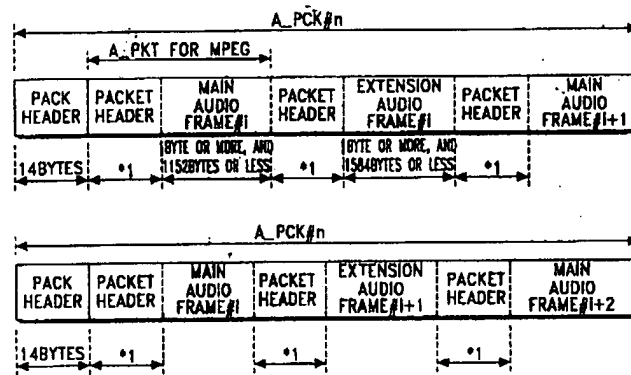 A_PCK#n
A_PKT FOR MPEG
PACK HEADER
PACKET HEADER
MAIN AUDIO FRAME#i
PACKET HEADER
EXTENSION AUDIO FRAME#i
PACKET HEADER
MAIN AUDIO FRAME#i+1
14BYTES
*1
BYTE OR MORE, AND 1152BYTES OR LESS
*1
BYTE OR MORE, AND 1584BYTES OR LESS
*1
A_PCK#n
PACK HEADER
PACKET HEADER
MAIN AUDIO FRAME#i
PACKET HEADER
EXTENSION AUDIO FRAME#i+1
PACKET HEADER
MAIN AUDIO FRAME#i+2
14BYTES
*1
*1
*1